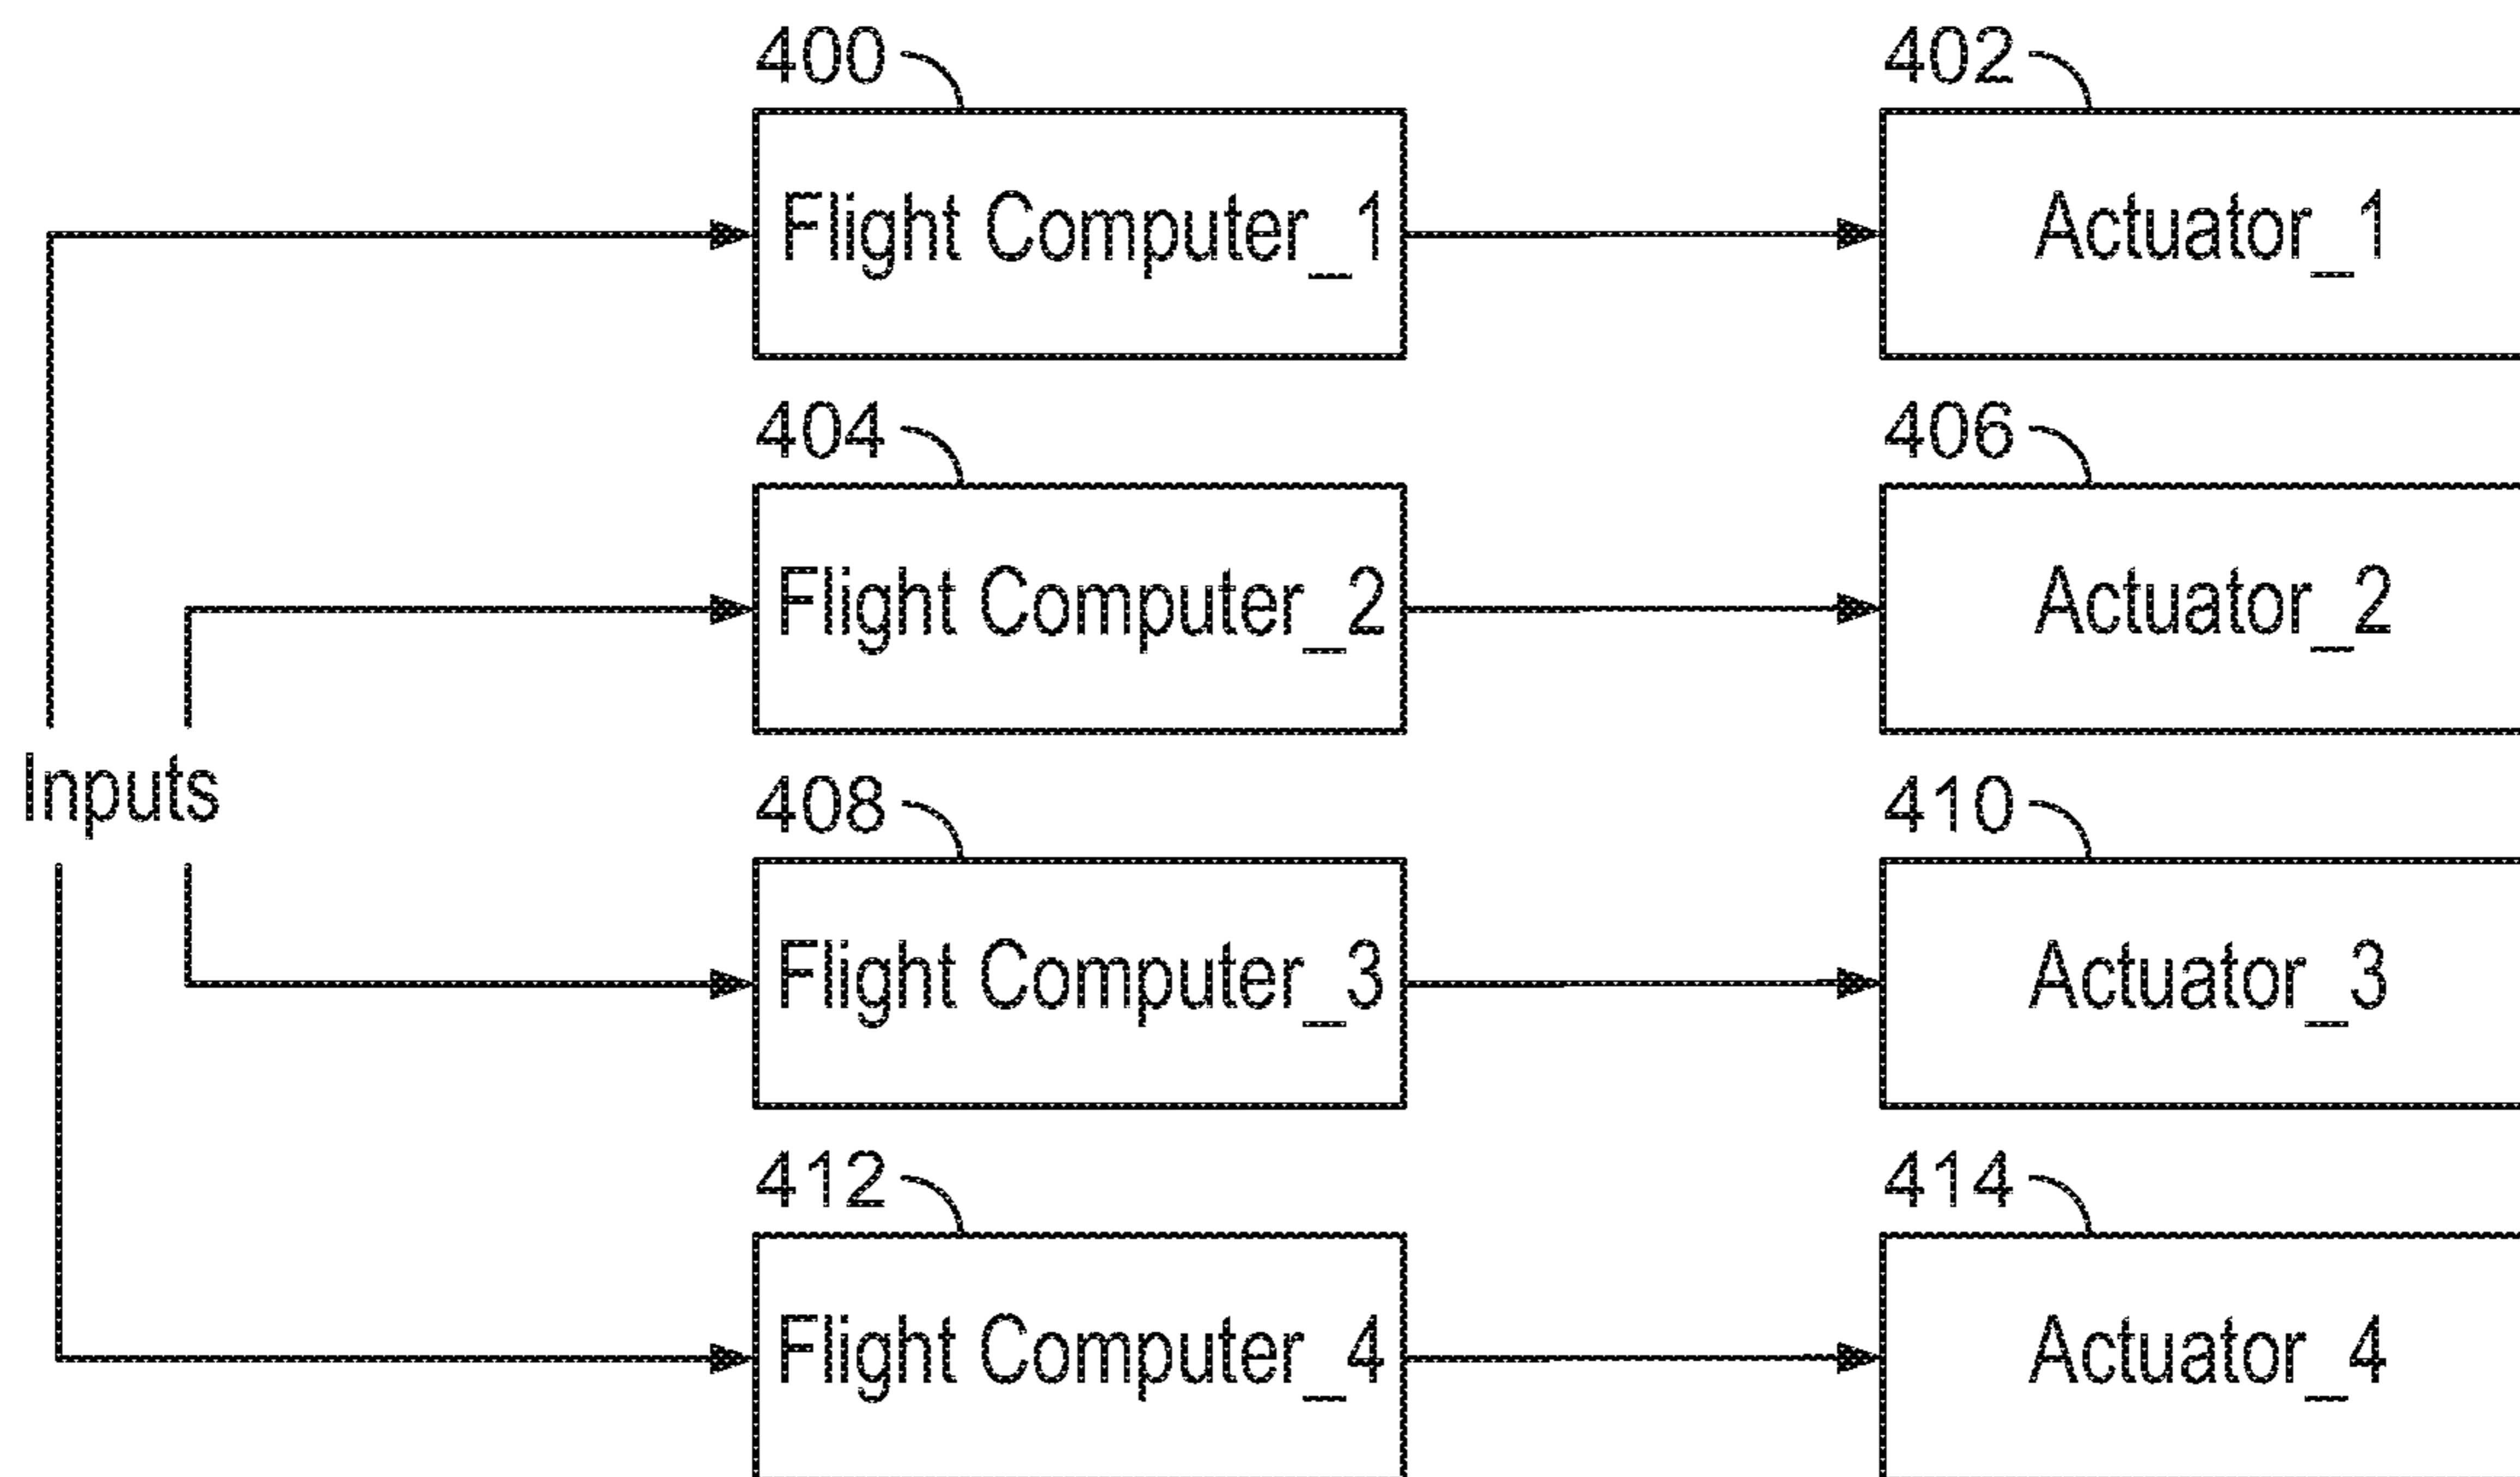 400
402
Flight Computer_1
Actuator_1
404
406
Flight Computer_2
Actuator_2
Inputs
408
410
Flight Computer_3
Actuator_3
412
414
Flight Computer_4
Actuator_4